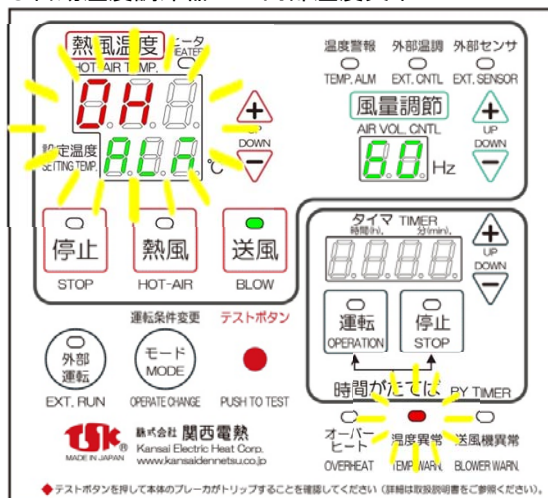 熱風温度 ヒータ
HOT-AIR TEMP. HEATER
OH
設定温度
SETTING TEMP.
ALM
℃
UP
DOWN
温度警報 外部温調 外部センサ
TEMP. ALM EXT. CNTL EXT. SENSOR
風量調節
AIR VOL. CNTL
60 Hz
UP
DOWN
停止 熱風 送風
STOP HOT-AIR BLOW
タイマ TIMER
時間(h). 分(min).
UP
DOWN
運転 停止
OPERATION STOP
時間がたてば BY TIMER
運転条件変更 テストボタン
外部
運転
モード
MODE
EXT. RUN OPERATE CHANGE PUSH TO TEST
オーバー
ヒート
温度異常 送風機異常
OVERHEAT TEMP. WARN. BLOWER WARN.
TSK
MADE IN JAPAN
株式会社 関西電熱
Kansai Electric Heat Corp.
www.kansaidennetsu.co.jp
◆テストボタンを押して本体のブレーカがトリップすることを確認してください（詳細は取扱説明書をご参照ください）。